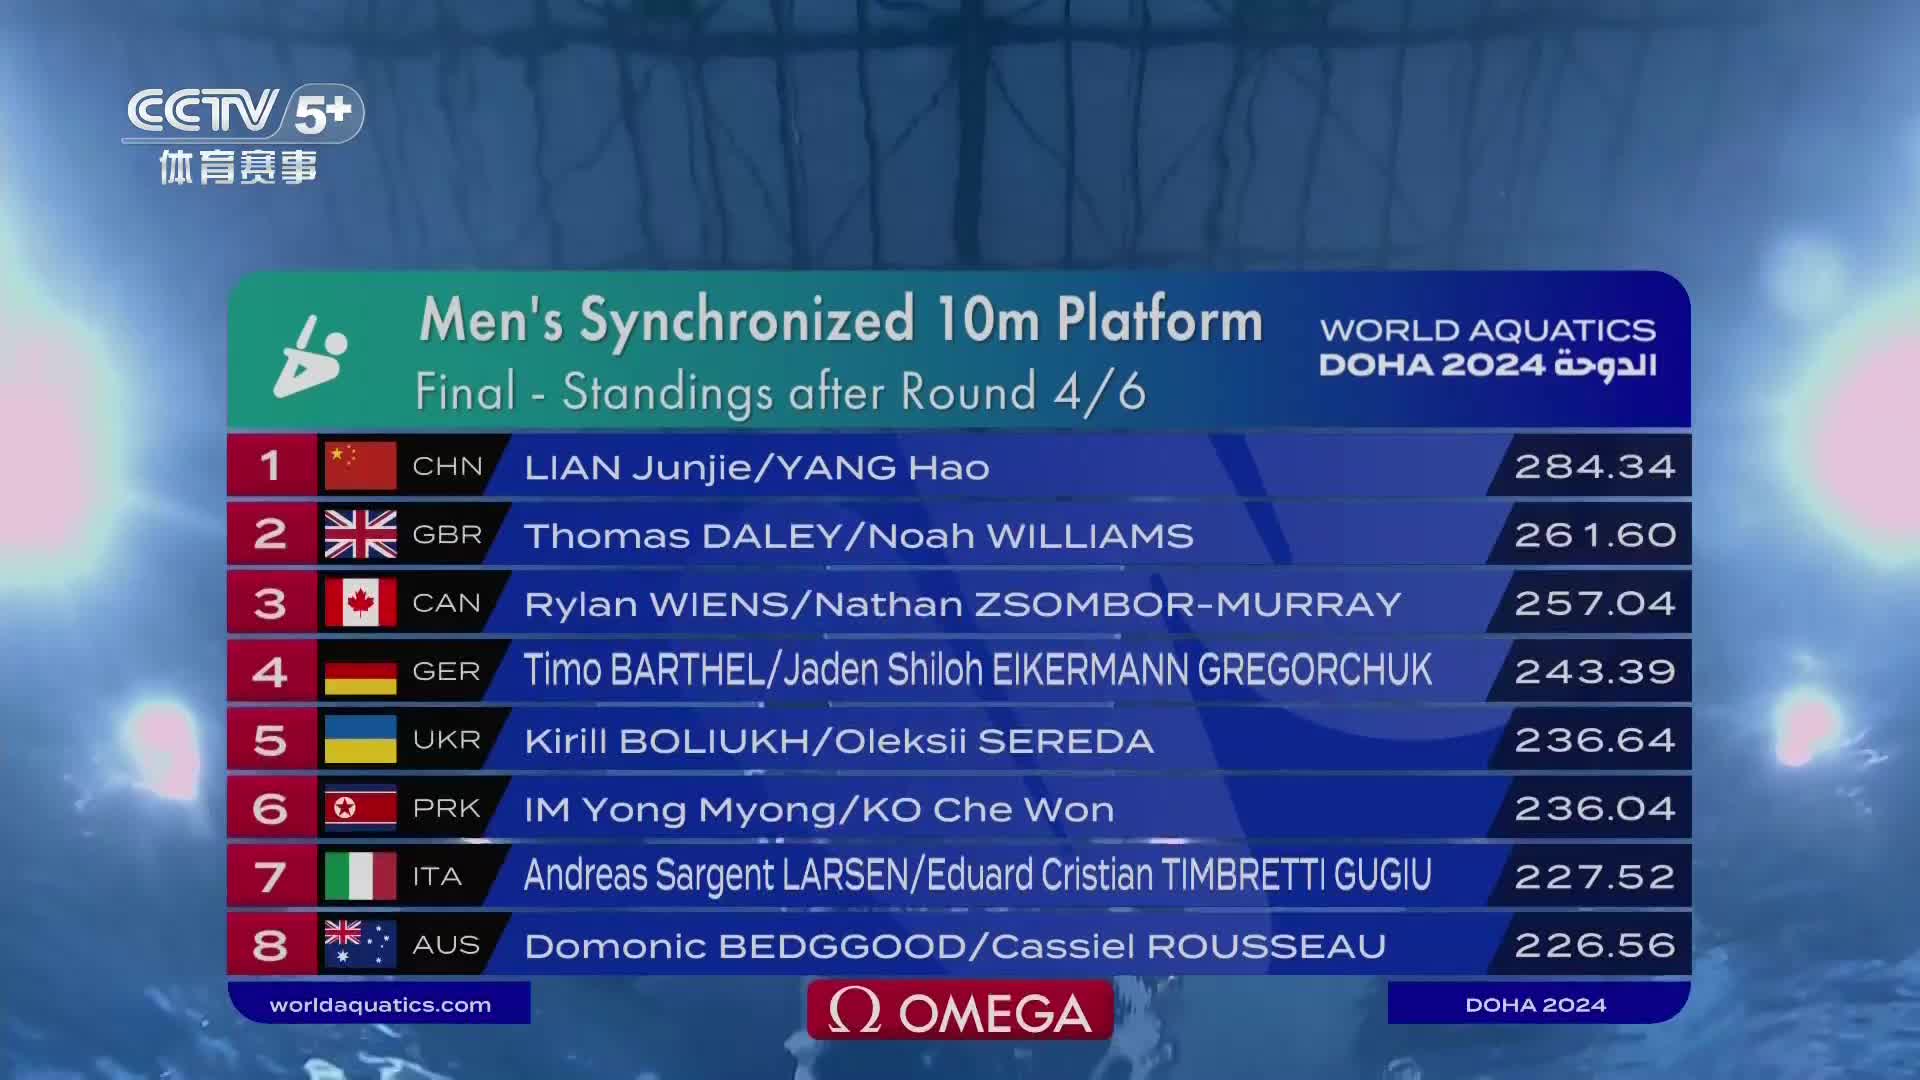 CCTV 5+
体育赛事
Men's Synchronized 10m Platform
Final - Standings after Round 4/6
WORLD AQUATICS
DOHA 2024 الدوحة
1 CHN LIAN Junjie/YANG Hao 284.34
2 GBR Thomas DALEY/Noah WILLIAMS 261.60
3 CAN Rylan WIENS/Nathan ZSOMBOR-MURRAY 257.04
4 GER Timo BARTHEL/Jaden Shiloh EIKERMANN GREGORCHUK 243.39
5 UKR Kirill BOLIUKH/Oleksii SEREDA 236.64
6 PRK IM Yong Myong/KO Che Won 236.04
7 ITA Andreas Sargent LARSEN/Eduard Cristian TIMBRETTI GUGIU 227.52
8 AUS Domonic BEDGGOOD/Cassiel ROUSSEAU 226.56
worldaquatics.com
Ω OMEGA
DOHA 2024